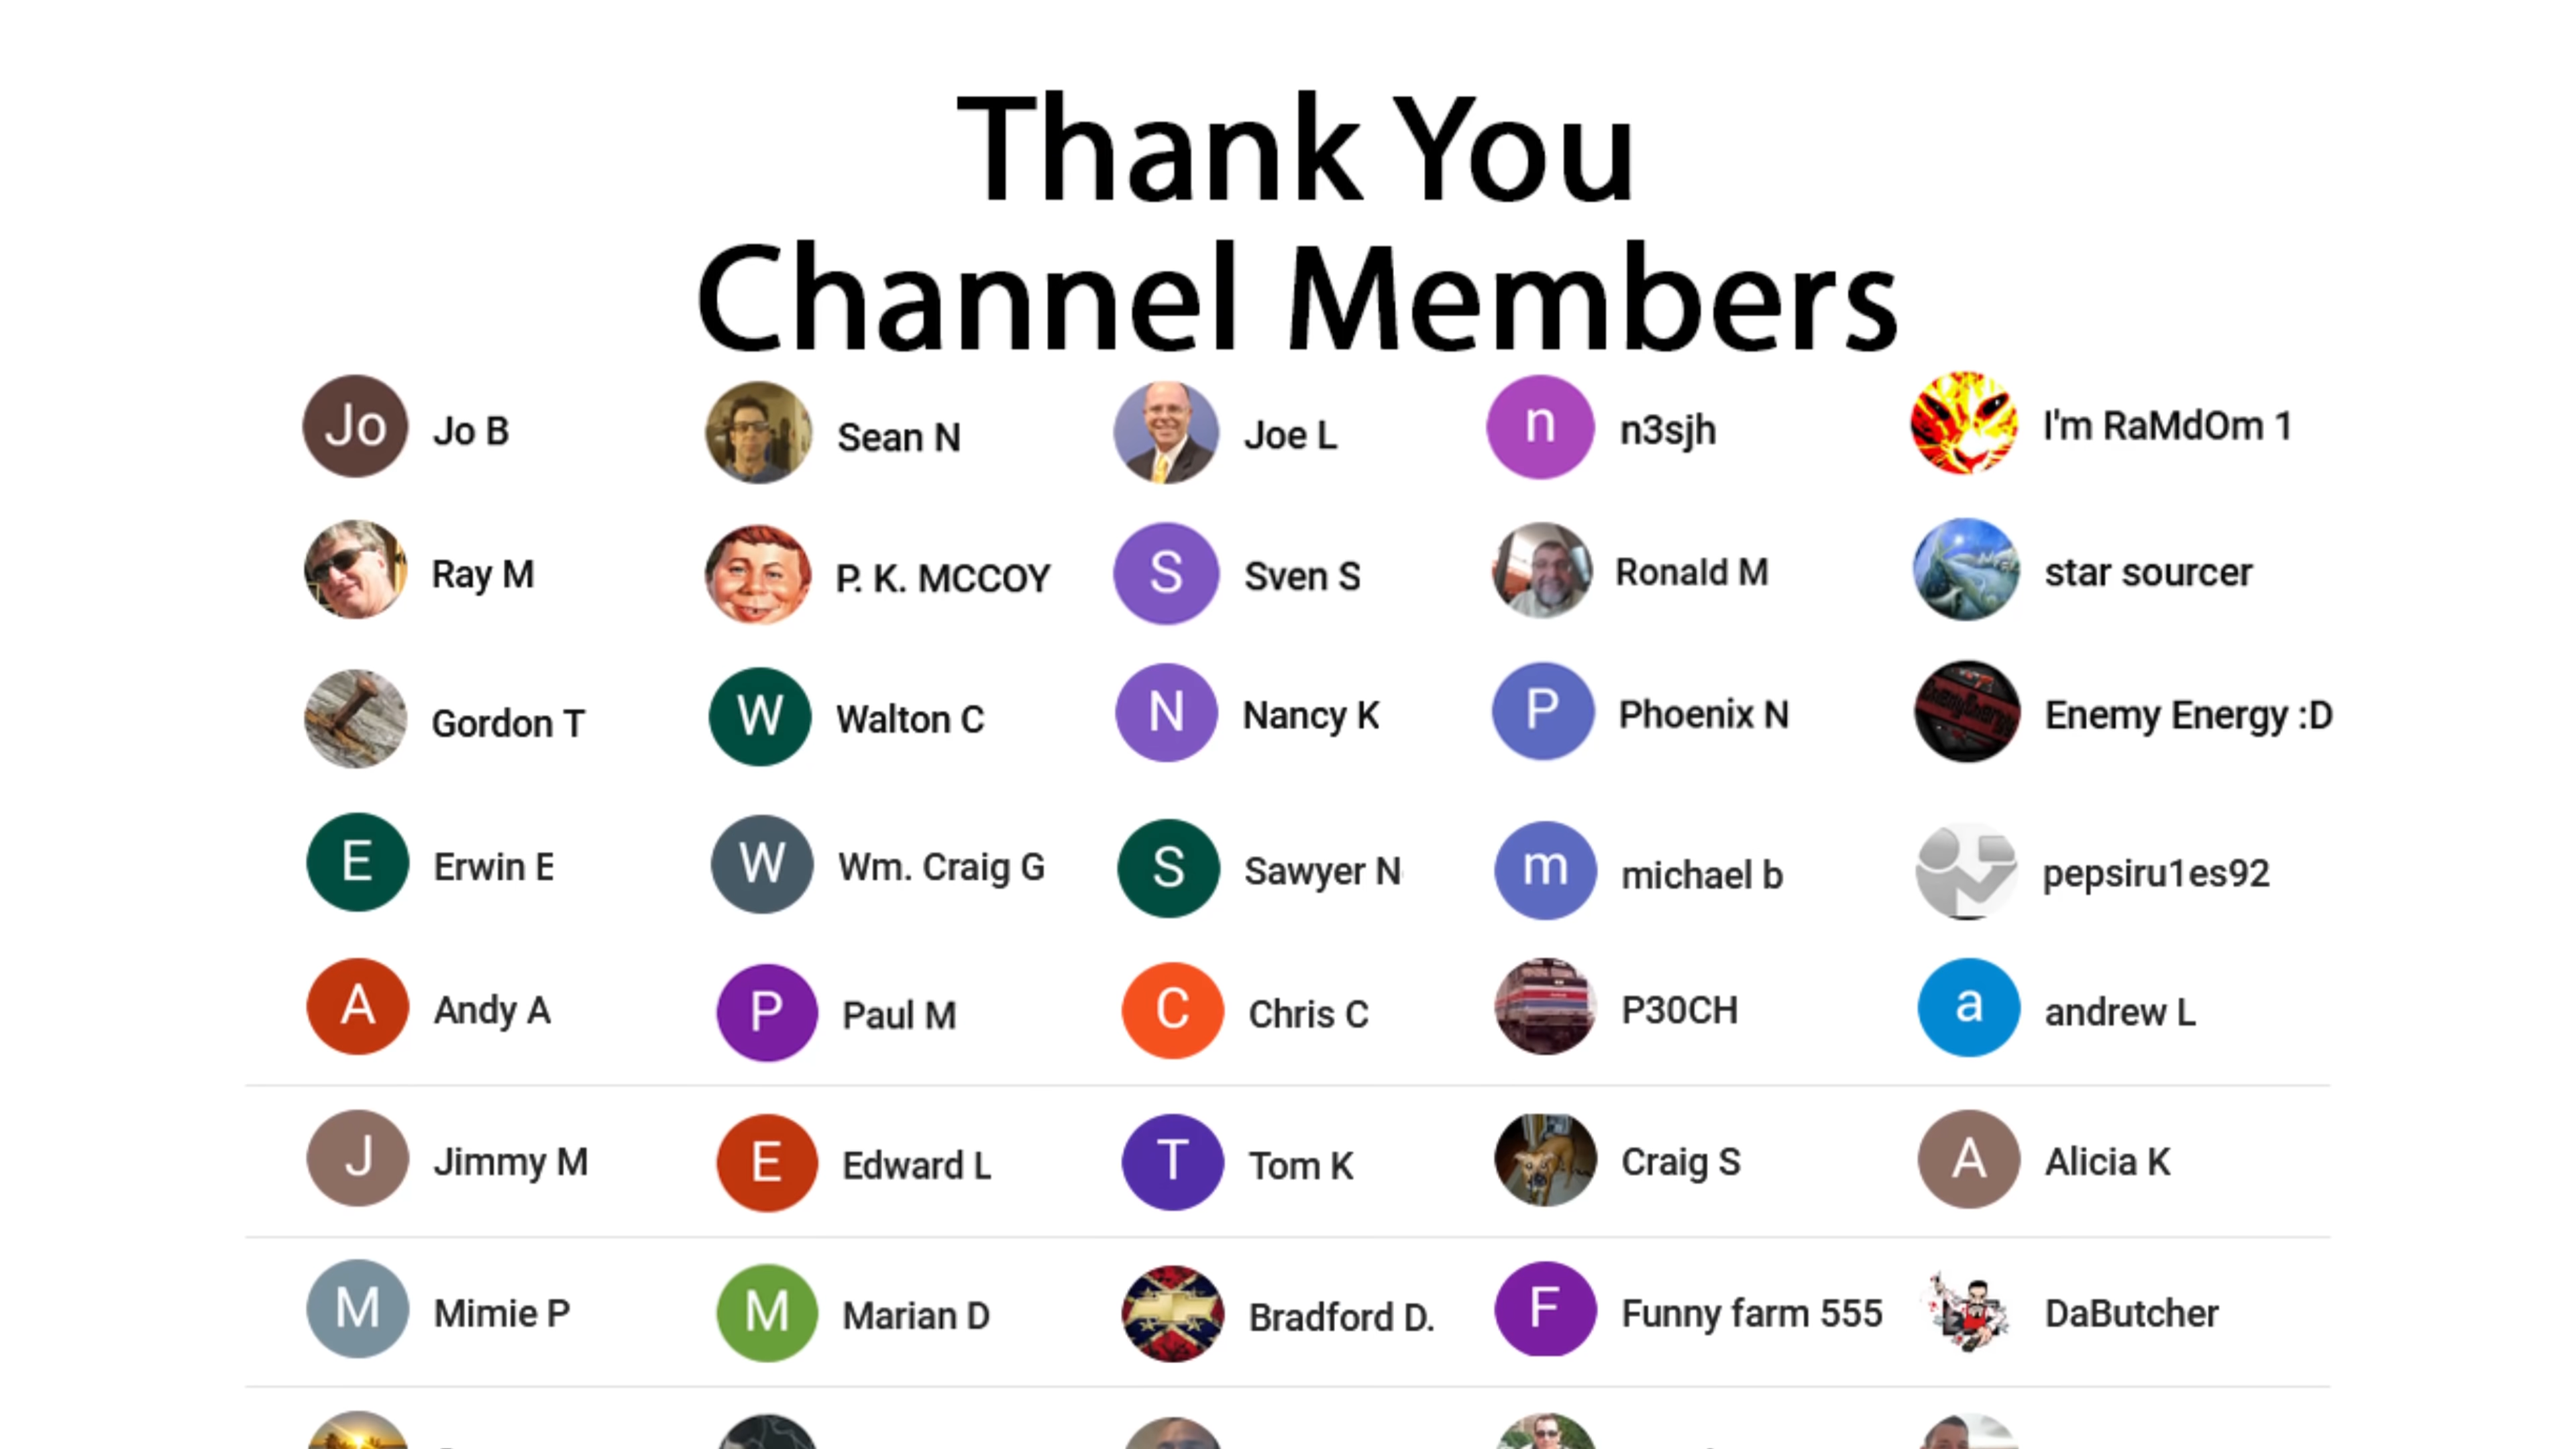 Thank You
Channel Members
Jo Jo B Sean N Joe L n n3sjh I'm RaMdOm 1
Ray M P. K. MCCOY S Sven S Ronald M star sourcer
Gordon T W Walton C N Nancy K P Phoenix N Enemy Energy :D
E Erwin E W Wm. Craig G S Sawyer N m michael b pepsiru1es92
A Andy A P Paul M C Chris C P30CH a andrew L
J Jimmy M E Edward L T Tom K Craig S A Alicia K
M Mimie P M Marian D Bradford D. F Funny farm 555 DaButcher